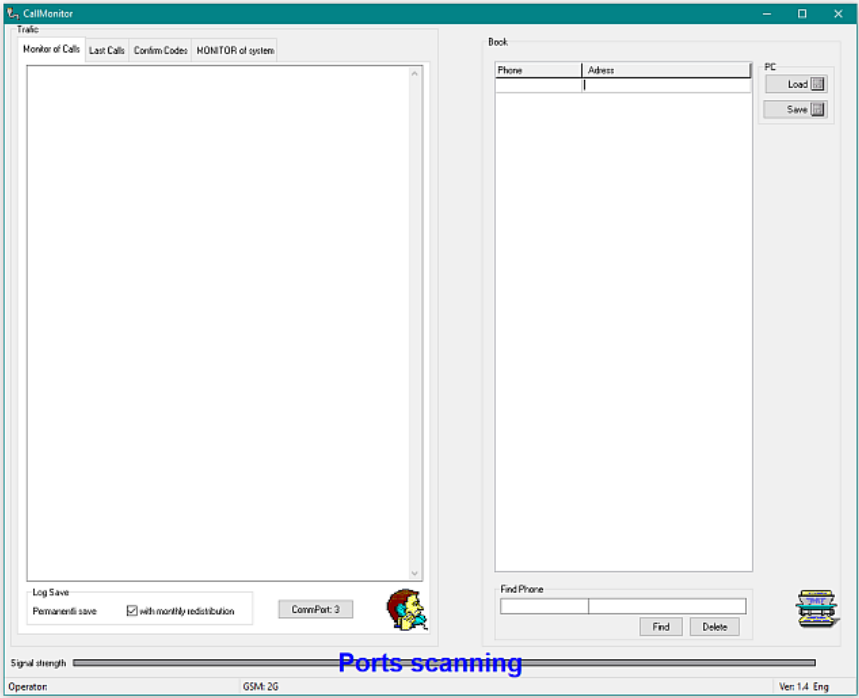 CallMonitor
Trafic
Monitor of Calls Last Calls Confirm Codes MONITOR of system
Book
Phone Adress
PC
Load
Save
Log Save
Permanentli save with monthly redistribution
CommPort: 3
Find Phone
Find Delete
Signal strength
Ports scanning
Operator: GSM: 2G Ver: 1.4 Eng